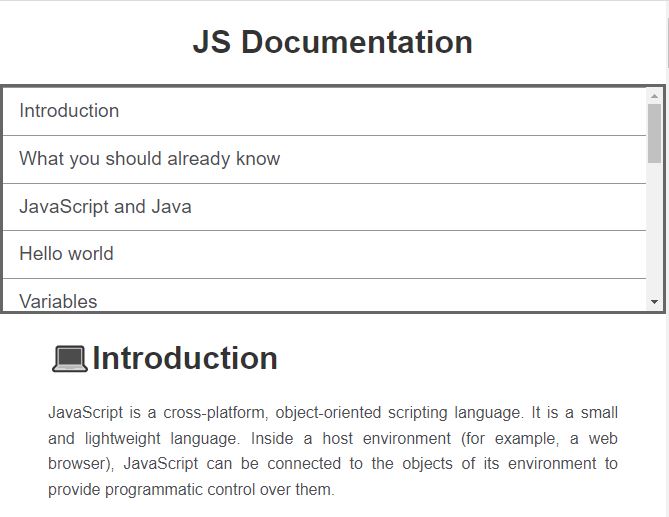 JS Documentation
Introduction
What you should already know
JavaScript and Java
Hello world
Variables
Introduction
JavaScript is a cross-platform, object-oriented scripting language. It is a small
and lightweight language. Inside a host environment (for example, a web
browser), JavaScript can be connected to the objects of its environment to
provide programmatic control over them.